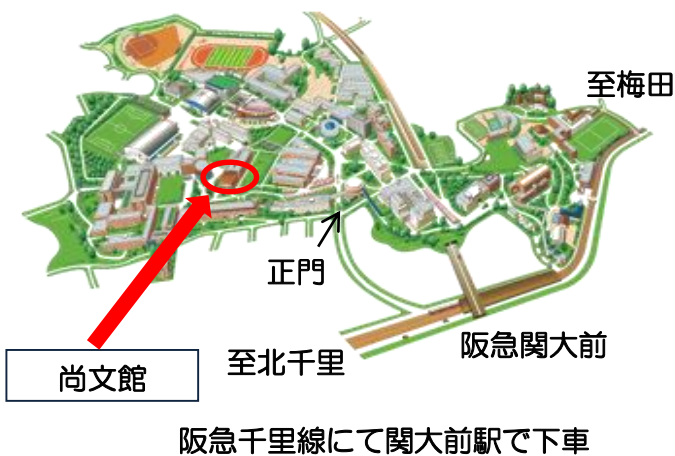 至梅田
正門
阪急関大前
至北千里
尚文館
阪急千里線にて関大前駅で下車